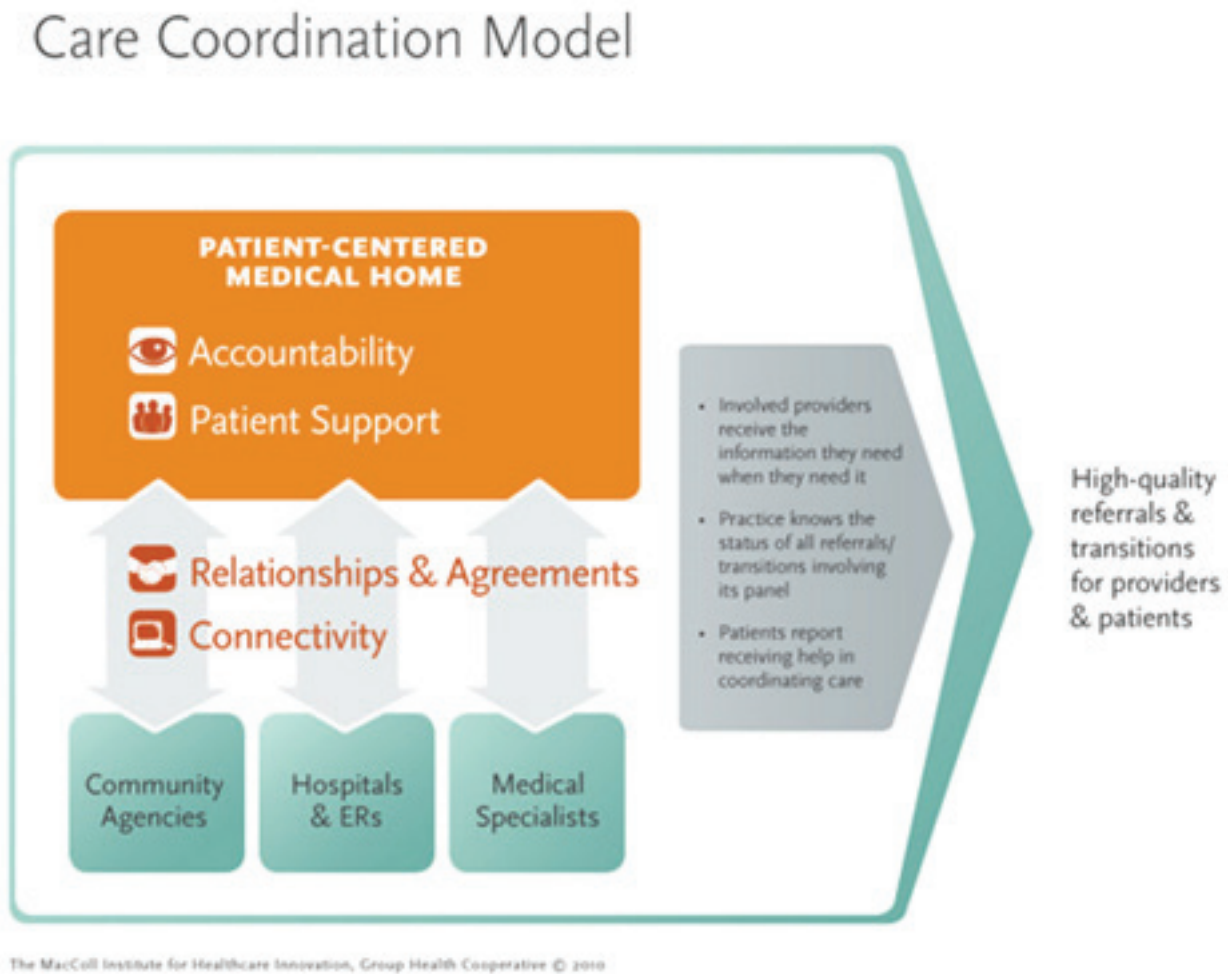 Care Coordination Model
PATIENT-CENTERED
MEDICAL HOME
Accountability
Patient Support
Relationships & Agreements
Connectivity
Community
Agencies
Hospitals
& ERs
Medical
Specialists
• Involved providers
receive the
information they need
when they need it
• Practice knows the
status of all referrals/
transitions involving
its panel
• Patients report
receiving help in
coordinating care
High-quality
referrals &
transitions
for providers
& patients
The MacColl Institute for Healthcare Innovation, Group Health Cooperative © 2010